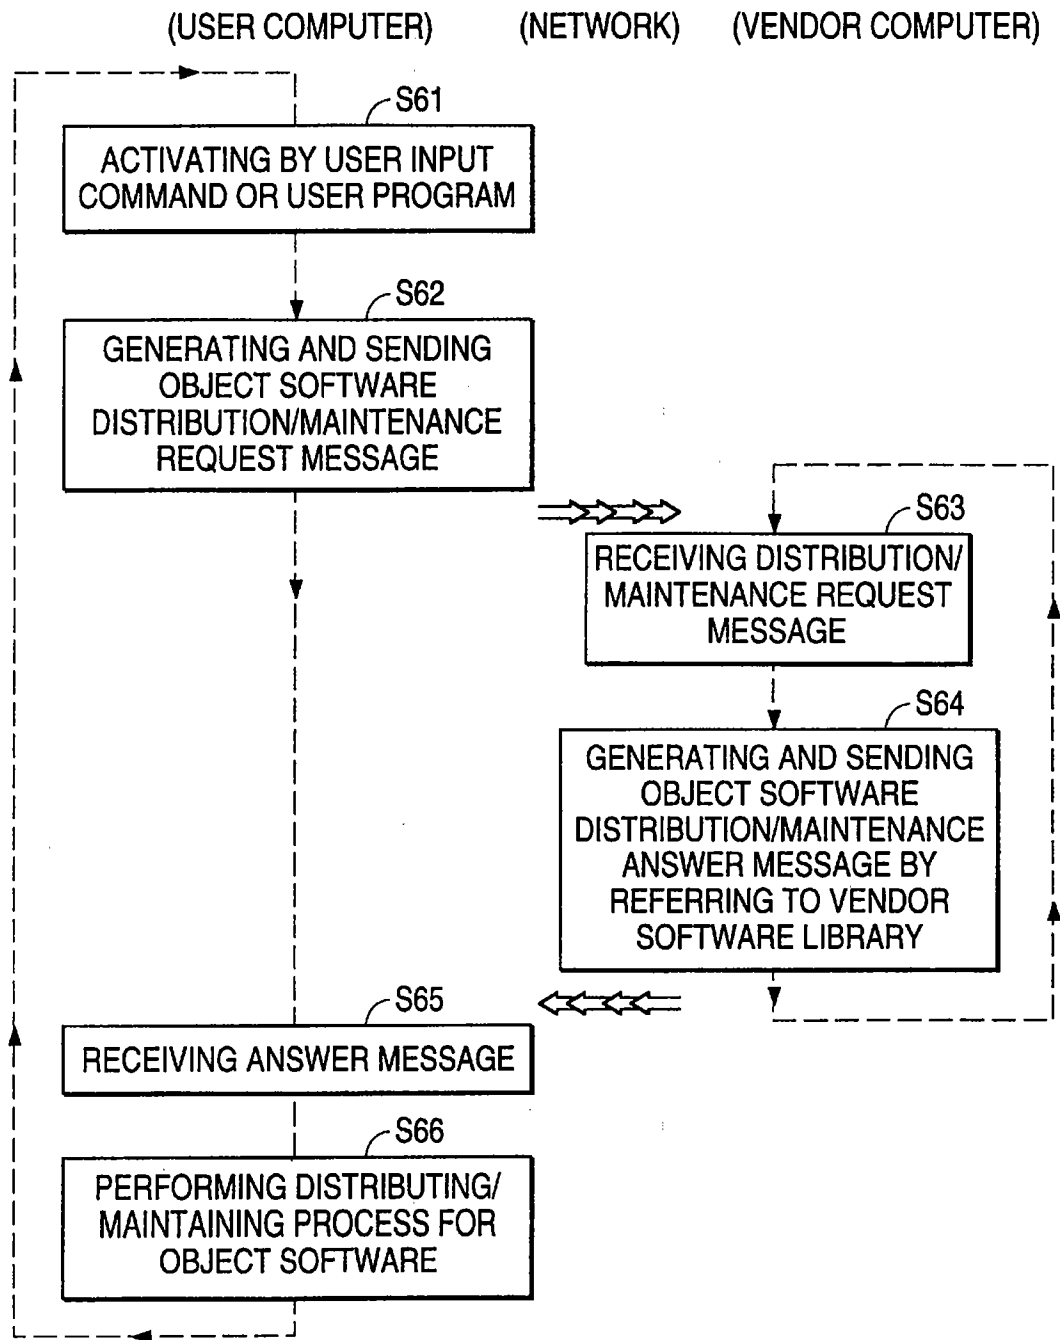 (USER COMPUTER) (NETWORK) (VENDOR COMPUTER)
S61
ACTIVATING BY USER INPUT
COMMAND OR USER PROGRAM
S62
GENERATING AND SENDING
OBJECT SOFTWARE
DISTRIBUTION/MAINTENANCE
REQUEST MESSAGE
S63
RECEIVING DISTRIBUTION/
MAINTENANCE REQUEST
MESSAGE
S64
GENERATING AND SENDING
OBJECT SOFTWARE
DISTRIBUTION/MAINTENANCE
ANSWER MESSAGE BY
REFERRING TO VENDOR
SOFTWARE LIBRARY
S65
RECEIVING ANSWER MESSAGE
S66
PERFORMING DISTRIBUTING/
MAINTAINING PROCESS FOR
OBJECT SOFTWARE